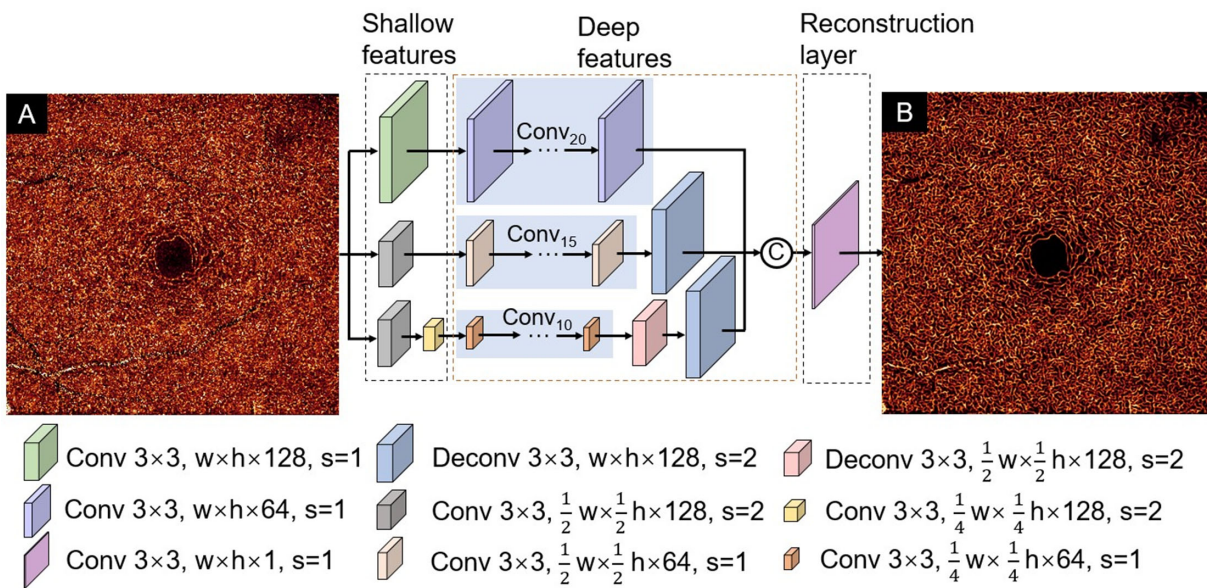 Shallow
features
Deep
features
Reconstruction
layer
A
B
Conv20
Conv15
Conv10
C
Conv 3×3, w×h×128, s=1
Deconv 3×3, w×h×128, s=2
Deconv 3×3, 1/2 w×1/2 h×128, s=2
Conv 3×3, w×h×64, s=1
Conv 3×3, 1/2 w×1/2 h×128, s=2
Conv 3×3, 1/4 w× 1/4 h×128, s=2
Conv 3×3, w×h×1, s=1
Conv 3×3, 1/2 w×1/2 h×64, s=1
Conv 3×3, 1/4 w× 1/4 h×64, s=1